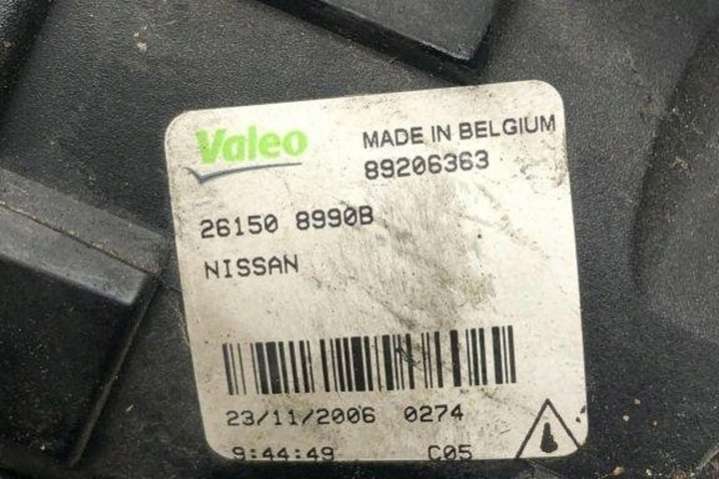 Valeo MADE IN BELGIUM
89206363
26150 8990B
NISSAN
23/11/2006 0274
9:44:49 C05